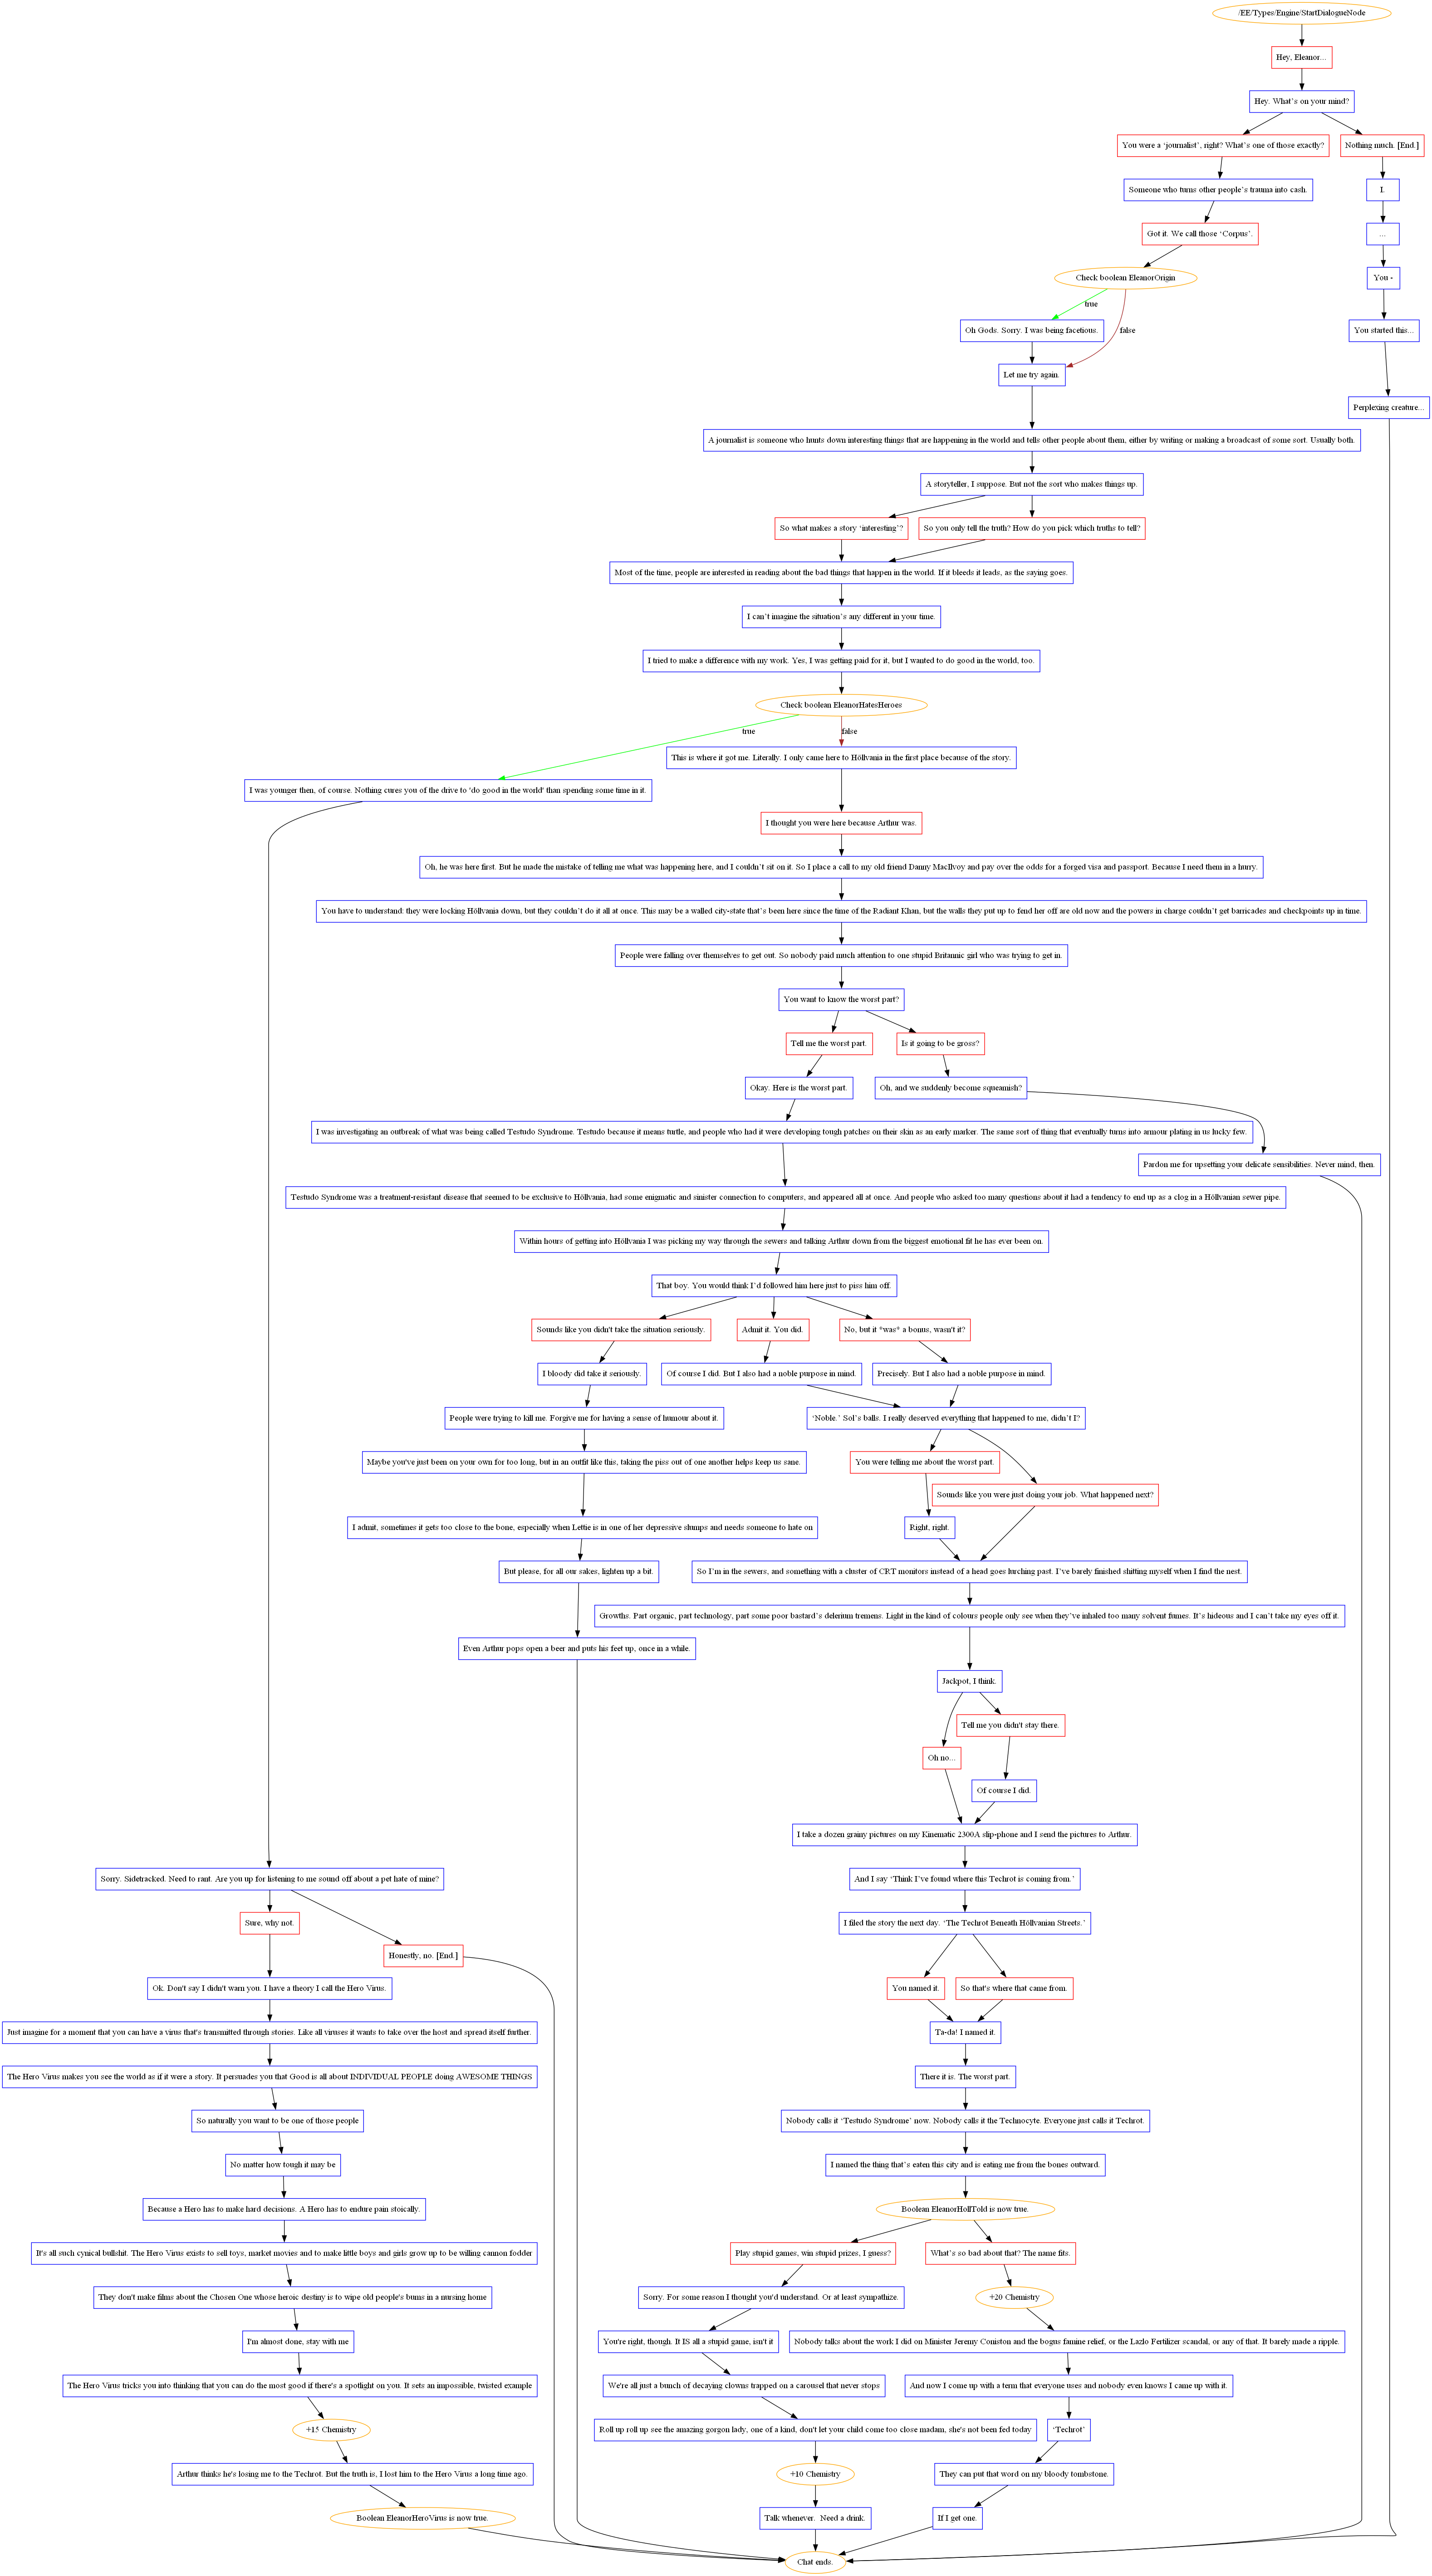 /EE/Types/Engine/StartDialogueNode
Hey, Eleanor...
Hey. What’s on your mind?
You were a ‘journalist’, right? What’s one of those exactly?
Nothing much. [End.]
Someone who turns other people’s trauma into cash.
I.
Got it. We call those ‘Corpus’.
...
Check boolean EleanorOrigin
You -
true
Oh Gods. Sorry. I was being facetious.
false
You started this...
Let me try again.
Perplexing creature...
A journalist is someone who hunts down interesting things that are happening in the world and tells other people about them, either by writing or making a broadcast of some sort. Usually both.
A storyteller, I suppose. But not the sort who makes things up.
So what makes a story ‘interesting’?
So you only tell the truth? How do you pick which truths to tell?
Most of the time, people are interested in reading about the bad things that happen in the world. If it bleeds it leads, as the saying goes.
I can’t imagine the situation’s any different in your time.
I tried to make a difference with my work. Yes, I was getting paid for it, but I wanted to do good in the world, too.
Check boolean EleanorHatesHeroes
true
false
This is where it got me. Literally. I only came here to Höllvania in the first place because of the story.
I was younger then, of course. Nothing cures you of the drive to 'do good in the world' than spending some time in it.
I thought you were here because Arthur was.
Oh, he was here first. But he made the mistake of telling me what was happening here, and I couldn’t sit on it. So I place a call to my old friend Danny MacIlvoy and pay over the odds for a forged visa and passport. Because I need them in a hurry.
You have to understand: they were locking Höllvania down, but they couldn’t do it all at once. This may be a walled city-state that’s been here since the time of the Radiant Khan, but the walls they put up to fend her off are old now and the powers in charge couldn’t get barricades and checkpoints up in time.
People were falling over themselves to get out. So nobody paid much attention to one stupid Britannic girl who was trying to get in.
You want to know the worst part?
Tell me the worst part.
Is it going to be gross?
Okay. Here is the worst part.
Oh, and we suddenly become squeamish?
I was investigating an outbreak of what was being called Testudo Syndrome. Testudo because it means turtle, and people who had it were developing tough patches on their skin as an early marker. The same sort of thing that eventually turns into armour plating in us lucky few.
Pardon me for upsetting your delicate sensibilities. Never mind, then.
Testudo Syndrome was a treatment-resistant disease that seemed to be exclusive to Höllvania, had some enigmatic and sinister connection to computers, and appeared all at once. And people who asked too many questions about it had a tendency to end up as a clog in a Höllvanian sewer pipe.
Within hours of getting into Höllvania I was picking my way through the sewers and talking Arthur down from the biggest emotional fit he has ever been on.
That boy. You would think I’d followed him here just to piss him off.
Sounds like you didn't take the situation seriously.
Admit it. You did.
No, but it *was* a bonus, wasn't it?
I bloody did take it seriously.
Of course I did. But I also had a noble purpose in mind.
Precisely. But I also had a noble purpose in mind.
People were trying to kill me. Forgive me for having a sense of humour about it.
‘Noble.’ Sol’s balls. I really deserved everything that happened to me, didn’t I?
Maybe you've just been on your own for too long, but in an outfit like this, taking the piss out of one another helps keep us sane.
You were telling me about the worst part.
Sounds like you were just doing your job. What happened next?
I admit, sometimes it gets too close to the bone, especially when Lettie is in one of her depressive slumps and needs someone to hate on
Right, right.
But please, for all our sakes, lighten up a bit.
So I’m in the sewers, and something with a cluster of CRT monitors instead of a head goes lurching past. I’ve barely finished shitting myself when I find the nest.
Growths. Part organic, part technology, part some poor bastard’s delerium tremens. Light in the kind of colours people only see when they’ve inhaled too many solvent fumes. It’s hideous and I can’t take my eyes off it.
Even Arthur pops open a beer and puts his feet up, once in a while.
Jackpot, I think.
Tell me you didn't stay there.
Oh no...
Of course I did.
I take a dozen grainy pictures on my Kinematic 2300A slip-phone and I send the pictures to Arthur.
Sorry. Sidetracked. Need to rant. Are you up for listening to me sound off about a pet hate of mine?
And I say ‘Think I’ve found where this Techrot is coming from.’
Sure, why not.
I filed the story the next day. ‘The Techrot Beneath Höllvanian Streets.’
Honestly, no. [End.]
Ok. Don't say I didn't warn you. I have a theory I call the Hero Virus.
You named it.
So that's where that came from.
Just imagine for a moment that you can have a virus that's transmitted through stories. Like all viruses it wants to take over the host and spread itself further.
Ta-da! I named it.
The Hero Virus makes you see the world as if it were a story. It persuades you that Good is all about INDIVIDUAL PEOPLE doing AWESOME THINGS
There it is. The worst part.
So naturally you want to be one of those people
Nobody calls it ‘Testudo Syndrome’ now. Nobody calls it the Technocyte. Everyone just calls it Techrot.
No matter how tough it may be
I named the thing that’s eaten this city and is eating me from the bones outward.
Because a Hero has to make hard decisions. A Hero has to endure pain stoically.
Boolean EleanorHollTold is now true.
It's all such cynical bullshit. The Hero Virus exists to sell toys, market movies and to make little boys and girls grow up to be willing cannon fodder
Play stupid games, win stupid prizes, I guess?
What’s so bad about that? The name fits.
They don't make films about the Chosen One whose heroic destiny is to wipe old people's bums in a nursing home
Sorry. For some reason I thought you'd understand. Or at least sympathize.
+20 Chemistry
I'm almost done, stay with me
You're right, though. It IS all a stupid game, isn't it
Nobody talks about the work I did on Minister Jeremy Coniston and the bogus famine relief, or the Lazlo Fertilizer scandal, or any of that. It barely made a ripple.
The Hero Virus tricks you into thinking that you can do the most good if there's a spotlight on you. It sets an impossible, twisted example
We're all just a bunch of decaying clowns trapped on a carousel that never stops
And now I come up with a term that everyone uses and nobody even knows I came up with it.
+15 Chemistry
Roll up roll up see the amazing gorgon lady, one of a kind, don't let your child come too close madam, she's not been fed today
‘Techrot’
Arthur thinks he's losing me to the Techrot. But the truth is, I lost him to the Hero Virus a long time ago.
+10 Chemistry
They can put that word on my bloody tombstone.
Boolean EleanorHeroVirus is now true.
Talk whenever. Need a drink.
If I get one.
Chat ends.